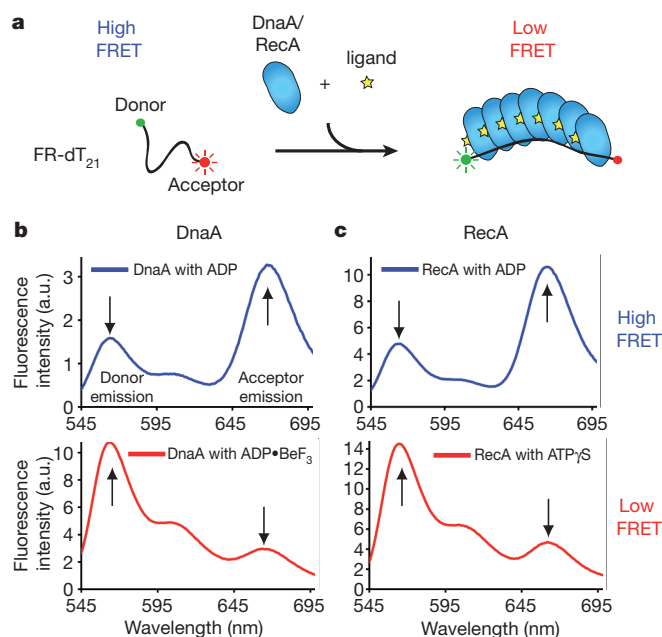 a
High
FRET
DnaA/
RecA
+
ligand
Low
FRET
Donor
FR-dT21
Acceptor
b
DnaA
c
RecA
Fluorescence
intensity (a.u.)
3
2
1
0
DnaA with ADP
Donor
emission
Acceptor
emission
545
595
645
695
10
8
6
4
2
0
RecA with ADP
545
595
645
695
High
FRET
Fluorescence
intensity (a.u.)
10
8
6
4
2
0
DnaA with ADP•BeF3
545
595
645
695
Wavelength (nm)
14
12
10
8
6
4
2
0
RecA with ATPγS
545
595
645
695
Wavelength (nm)
Low
FRET